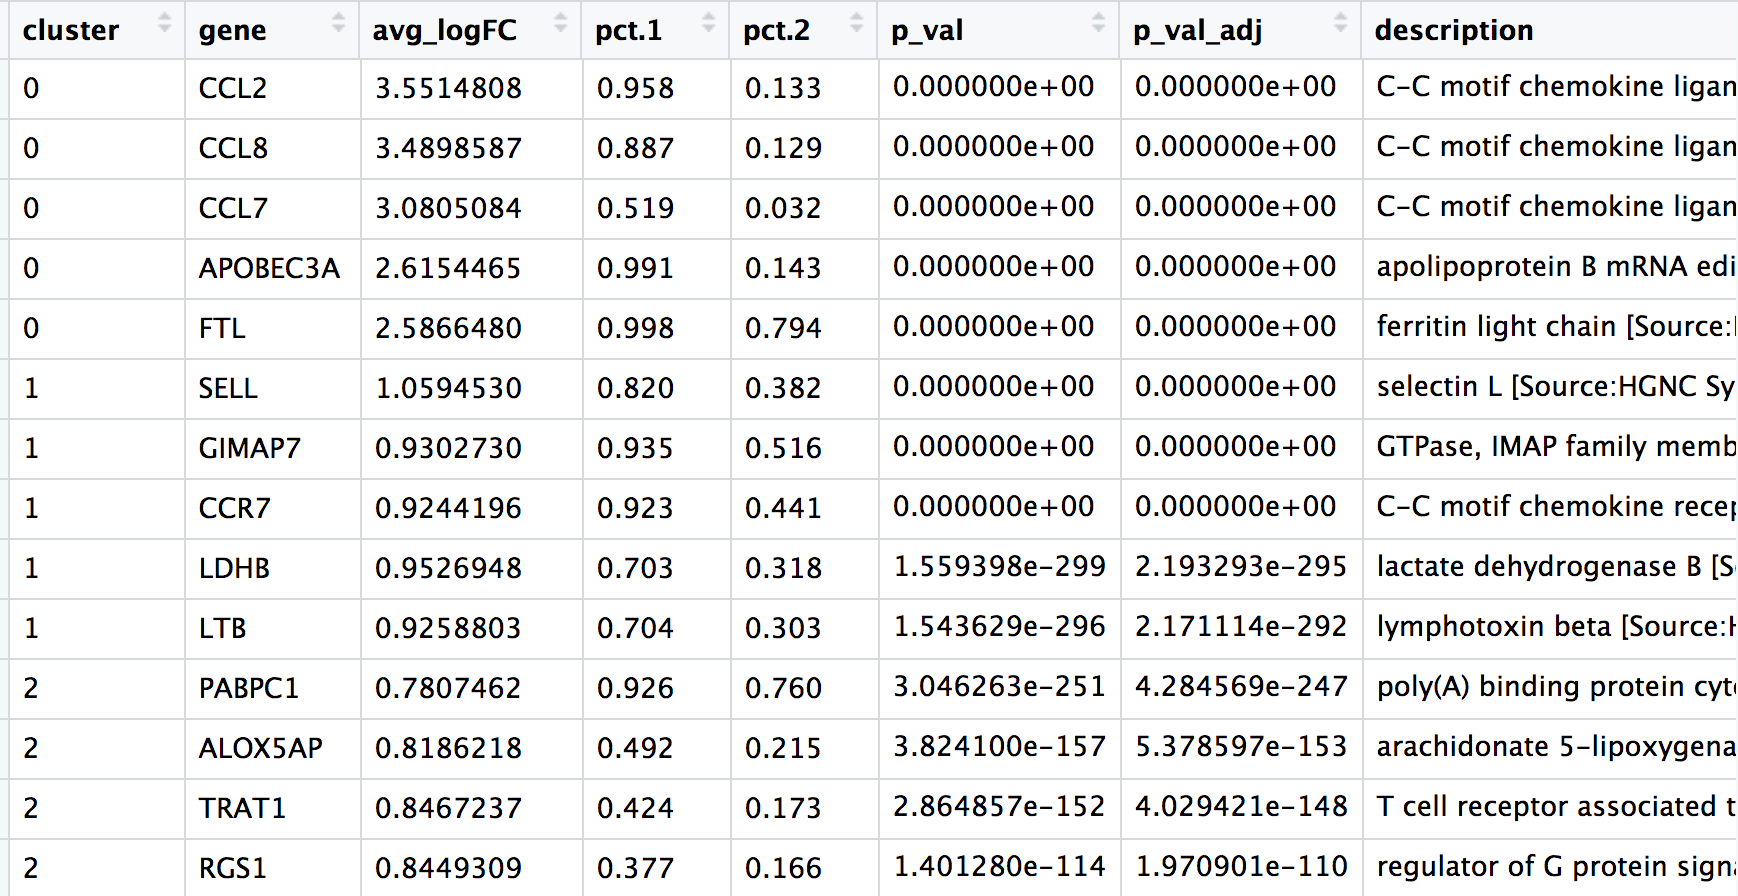 cluster gene avg_logFC pct.1 pct.2 p_val p_val_adj description
0 CCL2 3.5514808 0.958 0.133 0.000000e+00 0.000000e+00 C-C motif chemokine ligan
0 CCL8 3.4898587 0.887 0.129 0.000000e+00 0.000000e+00 C-C motif chemokine ligan
0 CCL7 3.0805084 0.519 0.032 0.000000e+00 0.000000e+00 C-C motif chemokine ligan
0 APOBEC3A 2.6154465 0.991 0.143 0.000000e+00 0.000000e+00 apolipoprotein B mRNA edi
0 FTL 2.5866480 0.998 0.794 0.000000e+00 0.000000e+00 ferritin light chain [Source:
1 SELL 1.0594530 0.820 0.382 0.000000e+00 0.000000e+00 selectin L [Source:HGNC Sy
1 GIMAP7 0.9302730 0.935 0.516 0.000000e+00 0.000000e+00 GTPase, IMAP family memb
1 CCR7 0.9244196 0.923 0.441 0.000000e+00 0.000000e+00 C-C motif chemokine recep
1 LDHB 0.9526948 0.703 0.318 1.559398e-299 2.193293e-295 lactate dehydrogenase B [S
1 LTB 0.9258803 0.704 0.303 1.543629e-296 2.171114e-292 lymphotoxin beta [Source:H
2 PABPC1 0.7807462 0.926 0.760 3.046263e-251 4.284569e-247 poly(A) binding protein cyt
2 ALOX5AP 0.8186218 0.492 0.215 3.824100e-157 5.378597e-153 arachidonate 5-lipoxygena
2 TRAT1 0.8467237 0.424 0.173 2.864857e-152 4.029421e-148 T cell receptor associated t
2 RGS1 0.8449309 0.377 0.166 1.401280e-114 1.970901e-110 regulator of G protein sign